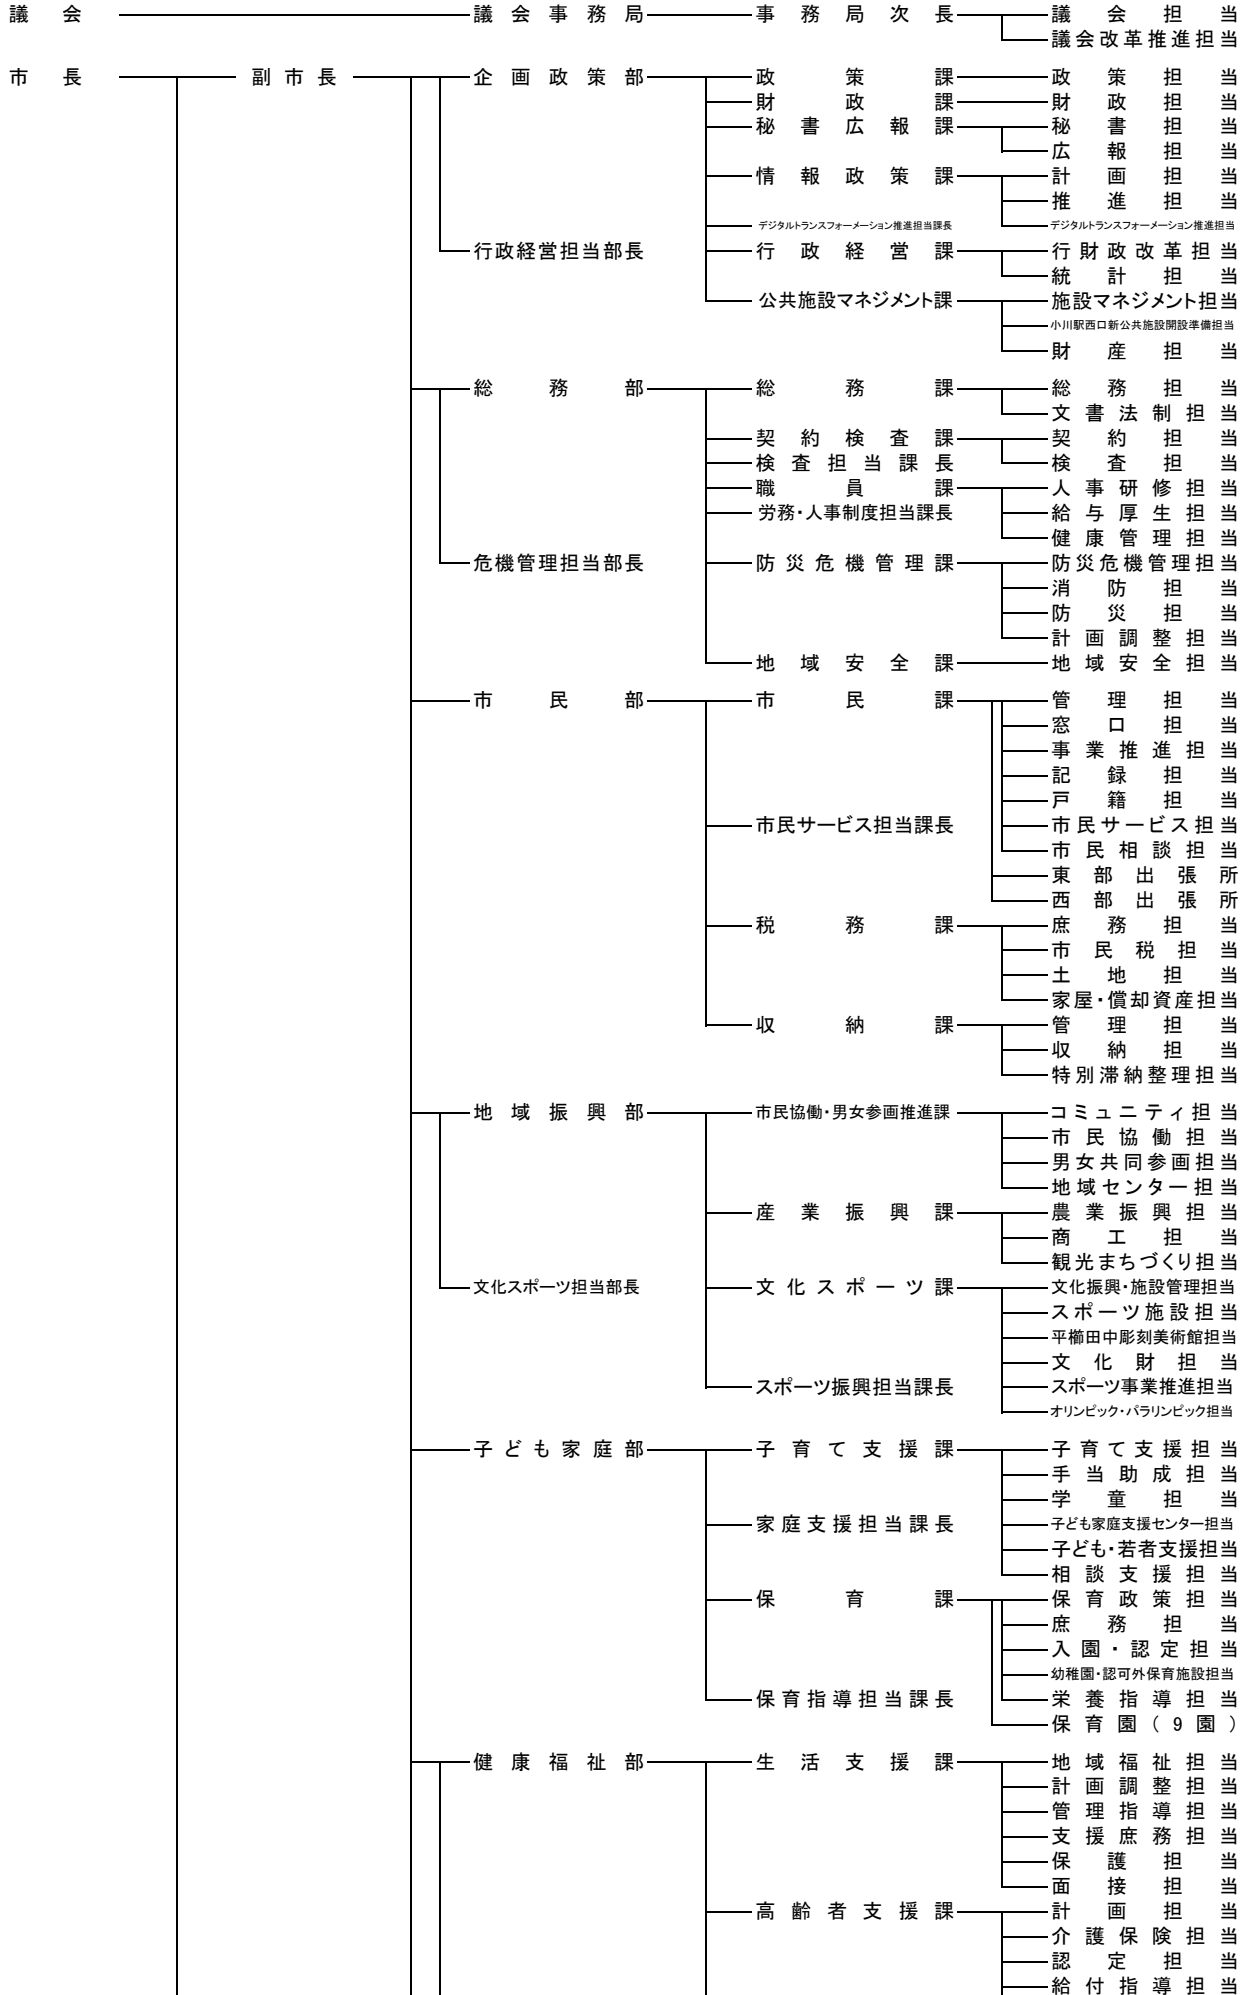 議会 議会事務局 事務局次長 議会担当
議会改革推進担当
市長 副市長 企画政策部 政策課 政策担当
財政課 財政担当
秘書広報課 秘書担当
広報担当
情報政策課 計画担当
推進担当
デジタルトランスフォーメーション推進担当課長 デジタルトランスフォーメーション推進担当
行政経営担当部長 行政経営課 行財政改革担当
統計担当
公共施設マネジメント課 施設マネジメント担当
小川駅西口新公共施設開設準備担当
財産担当
総務部 総務課 総務担当
文書法制担当
契約検査課 契約担当
検査担当課長 検査担当
職員課 人事研修担当
労務・人事制度担当課長 給与厚生担当
健康管理担当
危機管理担当部長 防災危機管理課 防災危機管理担当
消防担当
防災担当
計画調整担当
地域安全課 地域安全担当
市民部 市民課 管理担当
窓口担当
事業推進担当
記録担当
戸籍担当
市民サービス担当課長 市民サービス担当
市民相談担当
東部出張所
西部出張所
税務課 庶務担当
市民税担当
土地担当
家屋・償却資産担当
収納課 管理担当
収納担当
特別滞納整理担当
地域振興部 市民協働・男女参画推進課 コミュニティ担当
市民協働担当
男女共同参画担当
地域センター担当
産業振興課 農業振興担当
商工担当
観光まちづくり担当
文化スポーツ担当部長 文化スポーツ課 文化振興・施設管理担当
スポーツ施設担当
平櫛田中彫刻美術館担当
文化財担当
スポーツ振興担当課長 スポーツ事業推進担当
オリンピック・パラリンピック担当
子ども家庭部 子育て支援課 子育て支援担当
手当助成担当
学童担当
家庭支援担当課長 子ども家庭支援センター担当
子ども・若者支援担当
相談支援担当
保育課 保育政策担当
庶務担当
入園・認定担当
幼稚園・認可外保育施設担当
保育指導担当課長 栄養指導担当
保育園(9園)
健康福祉部 生活支援課 地域福祉担当
計画調整担当
管理指導担当
支援庶務担当
保護担当
面接担当
高齢者支援課 計画担当
介護保険担当
認定担当
給付指導担当